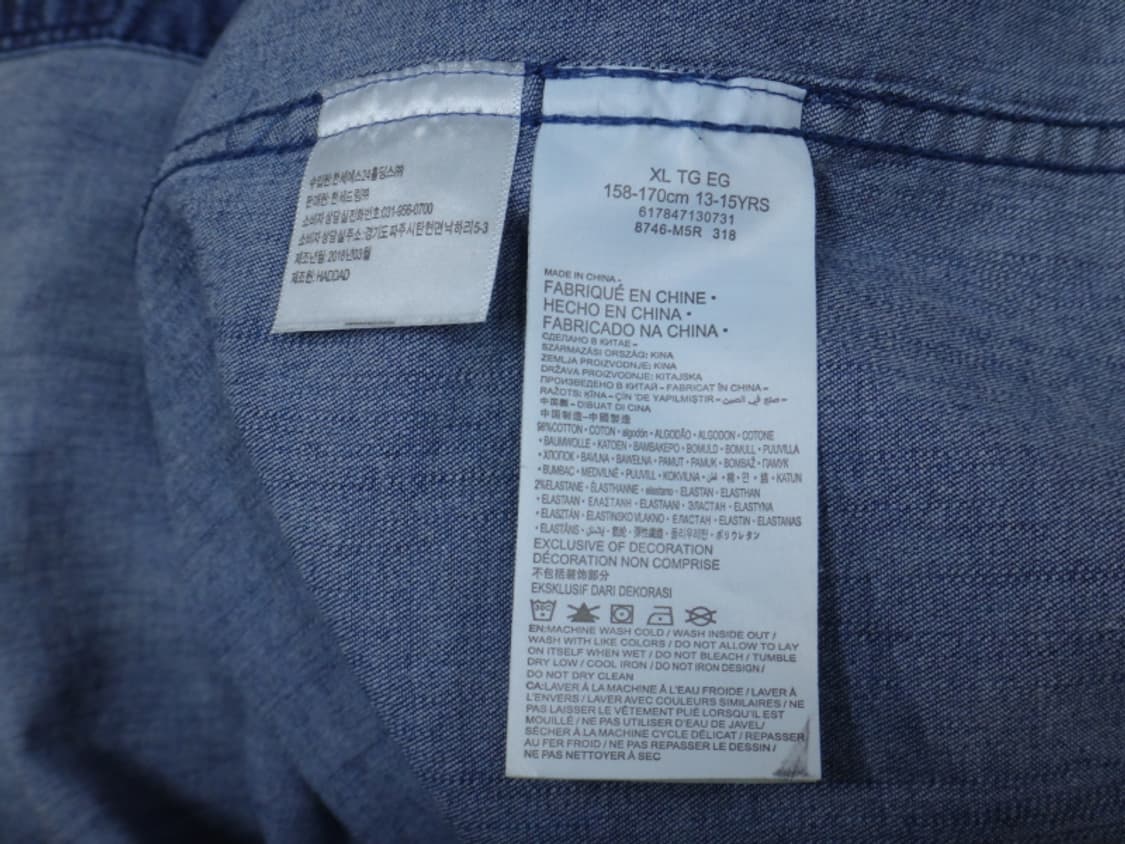 수입원:한세예스24홀딩스㈜
판매원:한세드림㈜
소비자 상담실전화번호:031-956-0700
소비자 상담실주소:경기도 파주시탄현면낙하리5-3
제조년월:2018년03월
제조원:HADDAD
XL TG EG
158-170cm 13-15YRS
617847130731
8746-M5R 318
MADE IN CHINA -
FABRIQUÉ EN CHINE •
HECHO EN CHINA •
FABRICADO NA CHINA •
СДЕЛАНО В КИТАЕ –
SZÁRMAZÁSI ORSZÁG: KINA
ZEMLJA PROIZVODNJE: KINA
DRŽAVA PROIZVODNJE: KITAJSKA
ПРОИЗВЕДЕНО В КИТАЙ – FABRICAT ÎN CHINA –
RAŽOTS: ĶĪNA – ÇIN 'DE YAPILMIŞTIR – صنع في الصين –
中国製 – DIBUAT DI CINA
中国制造–中國製造
98%COTTON • COTON • algodón • ALGODÃO • ALGODON • COTONE
• BAUMWOLLE • KATOEN • ΒΑΜΒΑΚΕΡΟ • BOMULD • BOMULL • PUUVILLA
• ХЛОПОК • BAVLNA • BAWEŁNA • PAMUT • PAMUK • BOMBAŽ • ПАМУК
• BUMBAC • MEDVILNĖ • PUUVILL • KOKVILNA • قطن • 棉 • 면 • 綿 • KATUN
2%ELASTANE • ÉLASTHANNE • elastano • ELASTAN • ELASTHAN
• ELASTAAN • ΕΛΑΣΤΑΝΗ • ELASTAANI • ЭЛАСТАН • ELASTYNA
• ELASZTÁN • ELASTINSKO VLAKNO • ЕЛАСТАН • ELASTIN • ELASTANAS
• ELASTĀNS • 彈性纖維 • 폴리우레탄 • ポリウレタン
EXCLUSIVE OF DECORATION
DÉCORATION NON COMPRISE
不包括装饰部分
EKSKLUSIF DARI DEKORASI
EN:MACHINE WASH COLD / WASH INSIDE OUT /
WASH WITH LIKE COLORS / DO NOT ALLOW TO LAY
ON ITSELF WHEN WET / DO NOT BLEACH / TUMBLE
DRY LOW / COOL IRON / DO NOT IRON DESIGN /
DO NOT DRY CLEAN
CA:LAVER À LA MACHINE À L'EAU FROIDE / LAVER À
L'ENVERS / LAVER AVEC COULEURS SIMILAIRES / NE
PAS LAISSER LE VÊTEMENT PLIÉ LORSQU'IL EST
MOUILLÉ / NE PAS UTILISER D'EAU DE JAVEL/
SÉCHER À LA MACHINE CYCLE DÉLICAT / REPASSER
AU FER FROID / NE PAS REPASSER LE DESSIN /
NE PAS NETTOYER À SEC